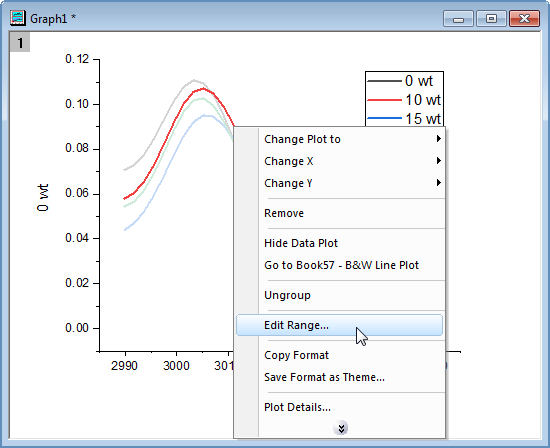 Graph1 *
1
0.12
0.10
0.08
0.06
0.04
0.02
0.00
0 wt
2990
3000
0 wt
10 wt
15 wt
Change Plot to
Change X
Change Y
Remove
Hide Data Plot
Go to Book57 - B&W Line Plot
Ungroup
Edit Range...
Copy Format
Save Format as Theme...
Plot Details...